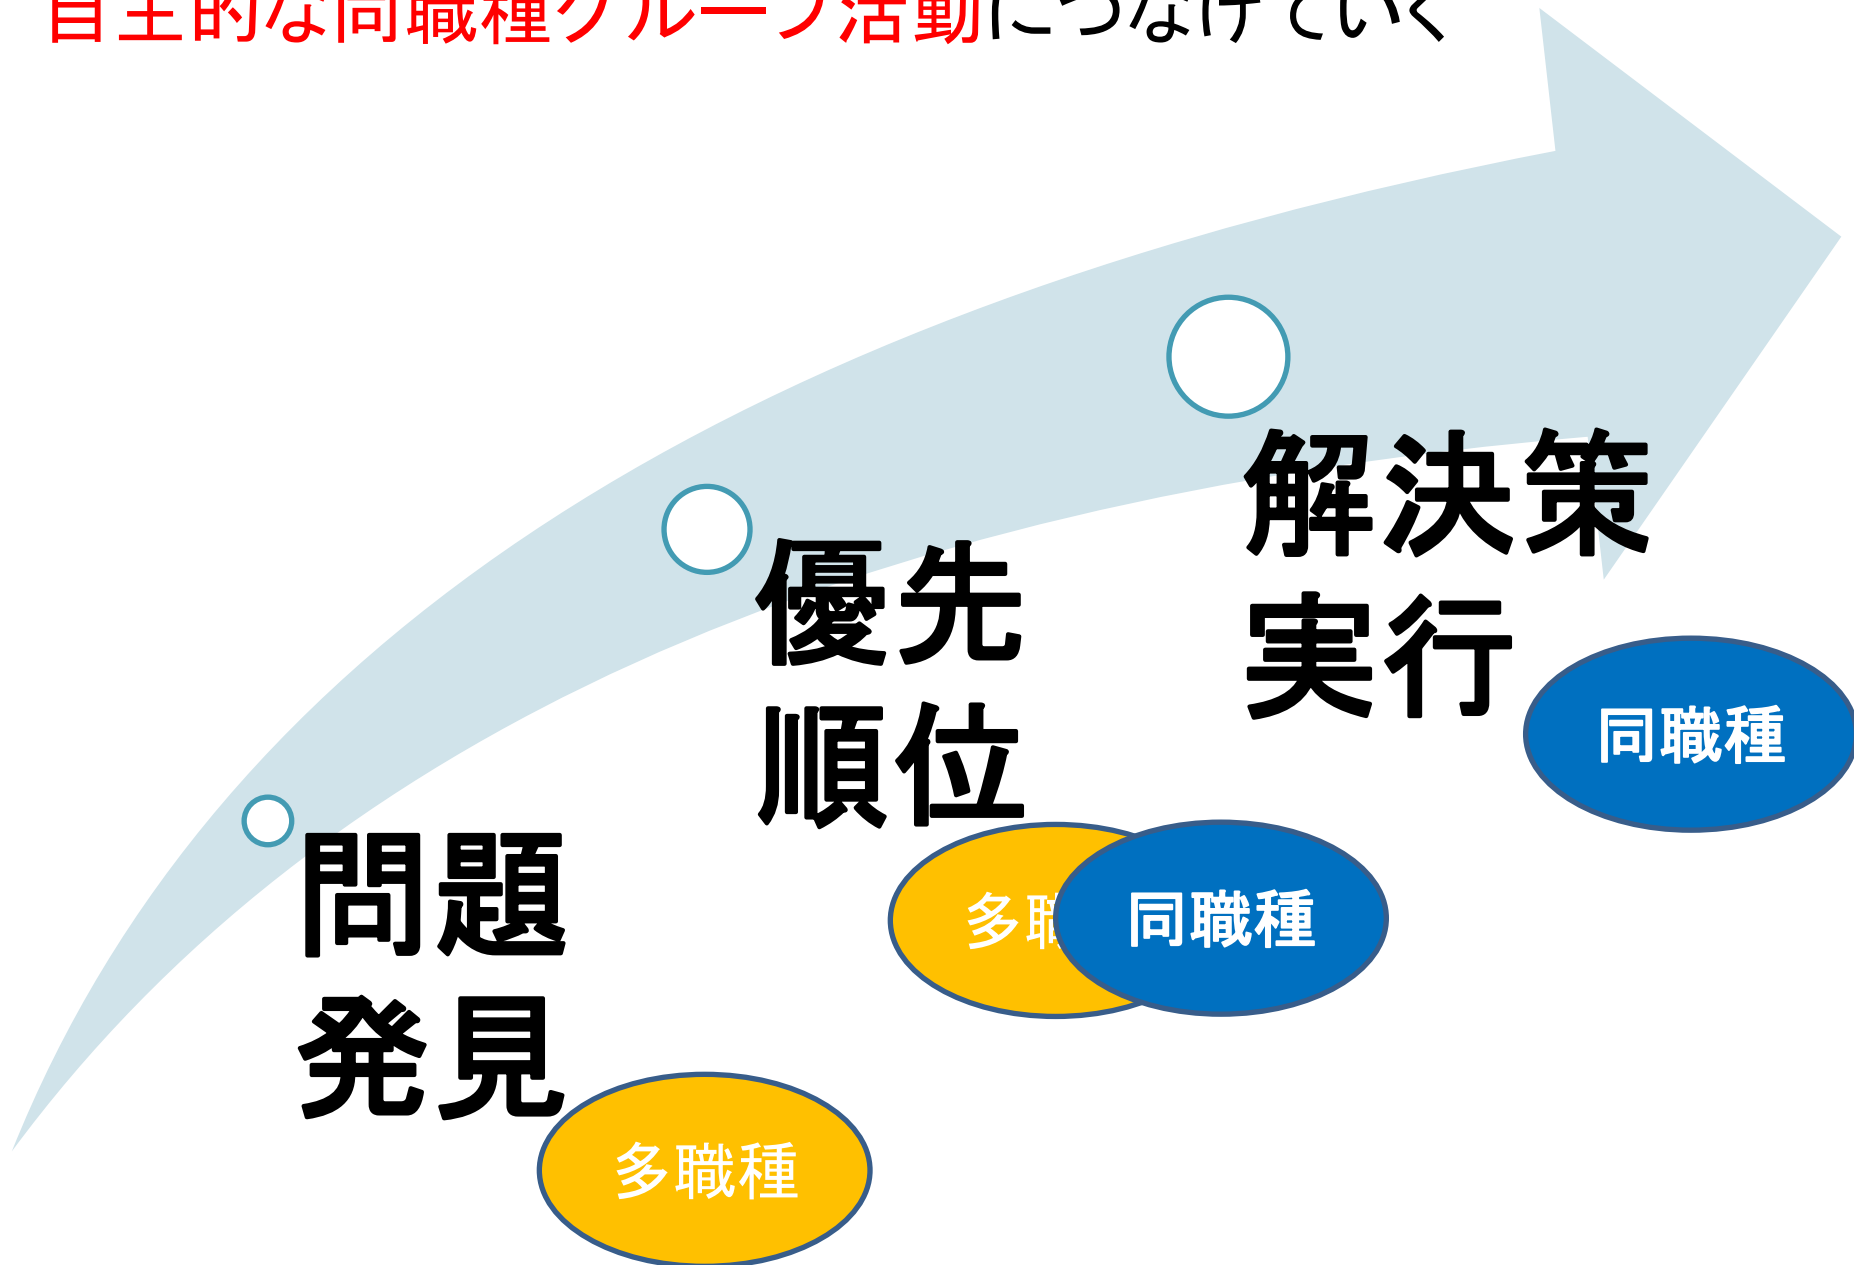 自主的な同職種グループ活動につなげていく
解決策
実行
同職種
優先
順位
多職
同職種
問題
発見
多職種